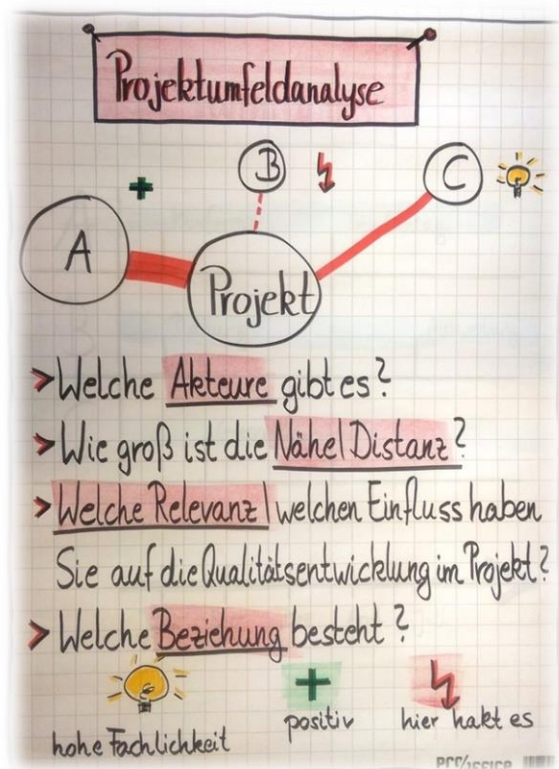 Projektumfeldanalyse
A
+
B
C
Projekt
> Welche Akteure gibt es?
> Wie groß ist die Nähe/Distanz?
> Welche Relevanz/welchen Einfluss haben
Sie auf die Qualitätsentwicklung im Projekt?
> Welche Beziehung besteht?
+
hohe Fachlichkeit
positiv
hier hakt es